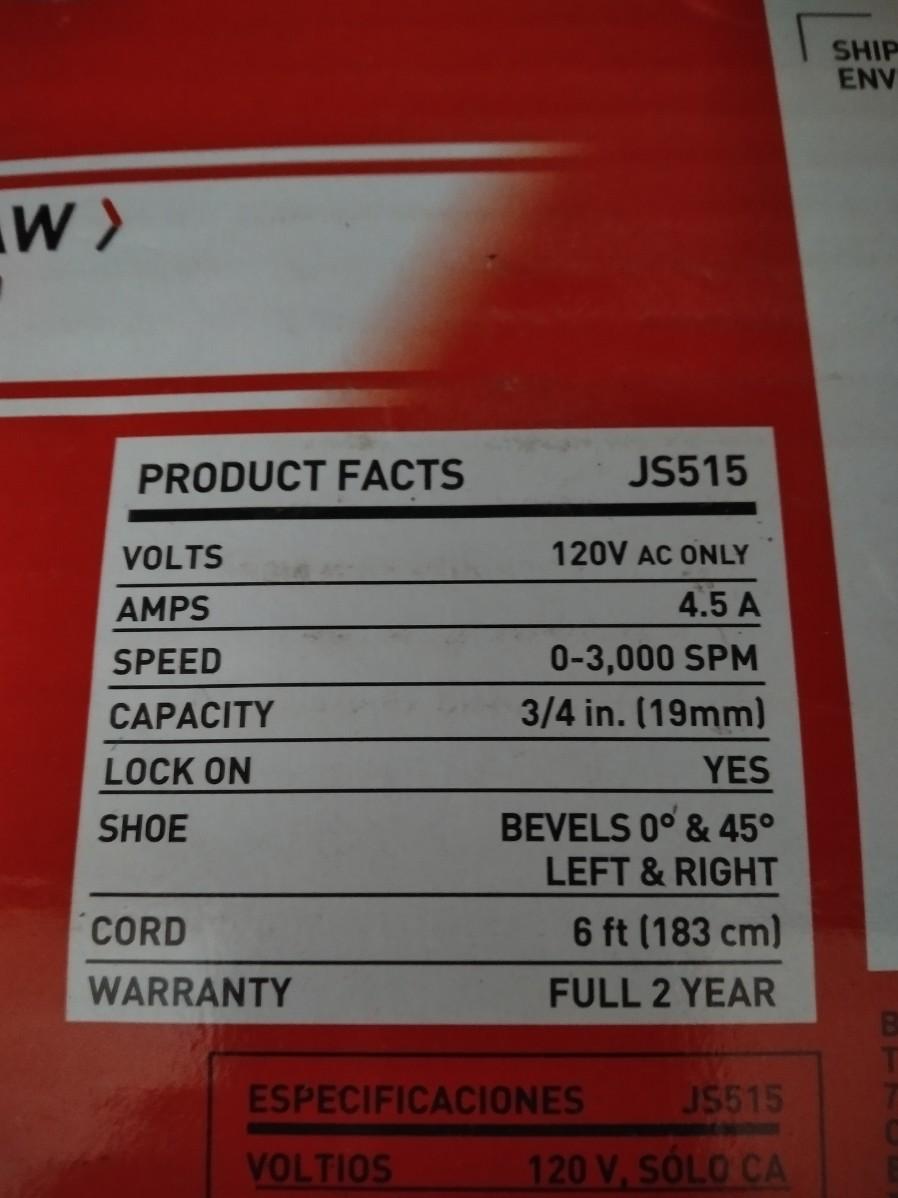 SHIP
ENV
AW >
PRODUCT FACTS JS515
VOLTS 120V AC ONLY
AMPS 4.5 A
SPEED 0-3,000 SPM
CAPACITY 3/4 in. (19mm)
LOCK ON YES
SHOE BEVELS 0° & 45°
LEFT & RIGHT
CORD 6 ft (183 cm)
WARRANTY FULL 2 YEAR
ESPECIFICACIONES JS515
VOLTIOS 120 V, SÓLO CA